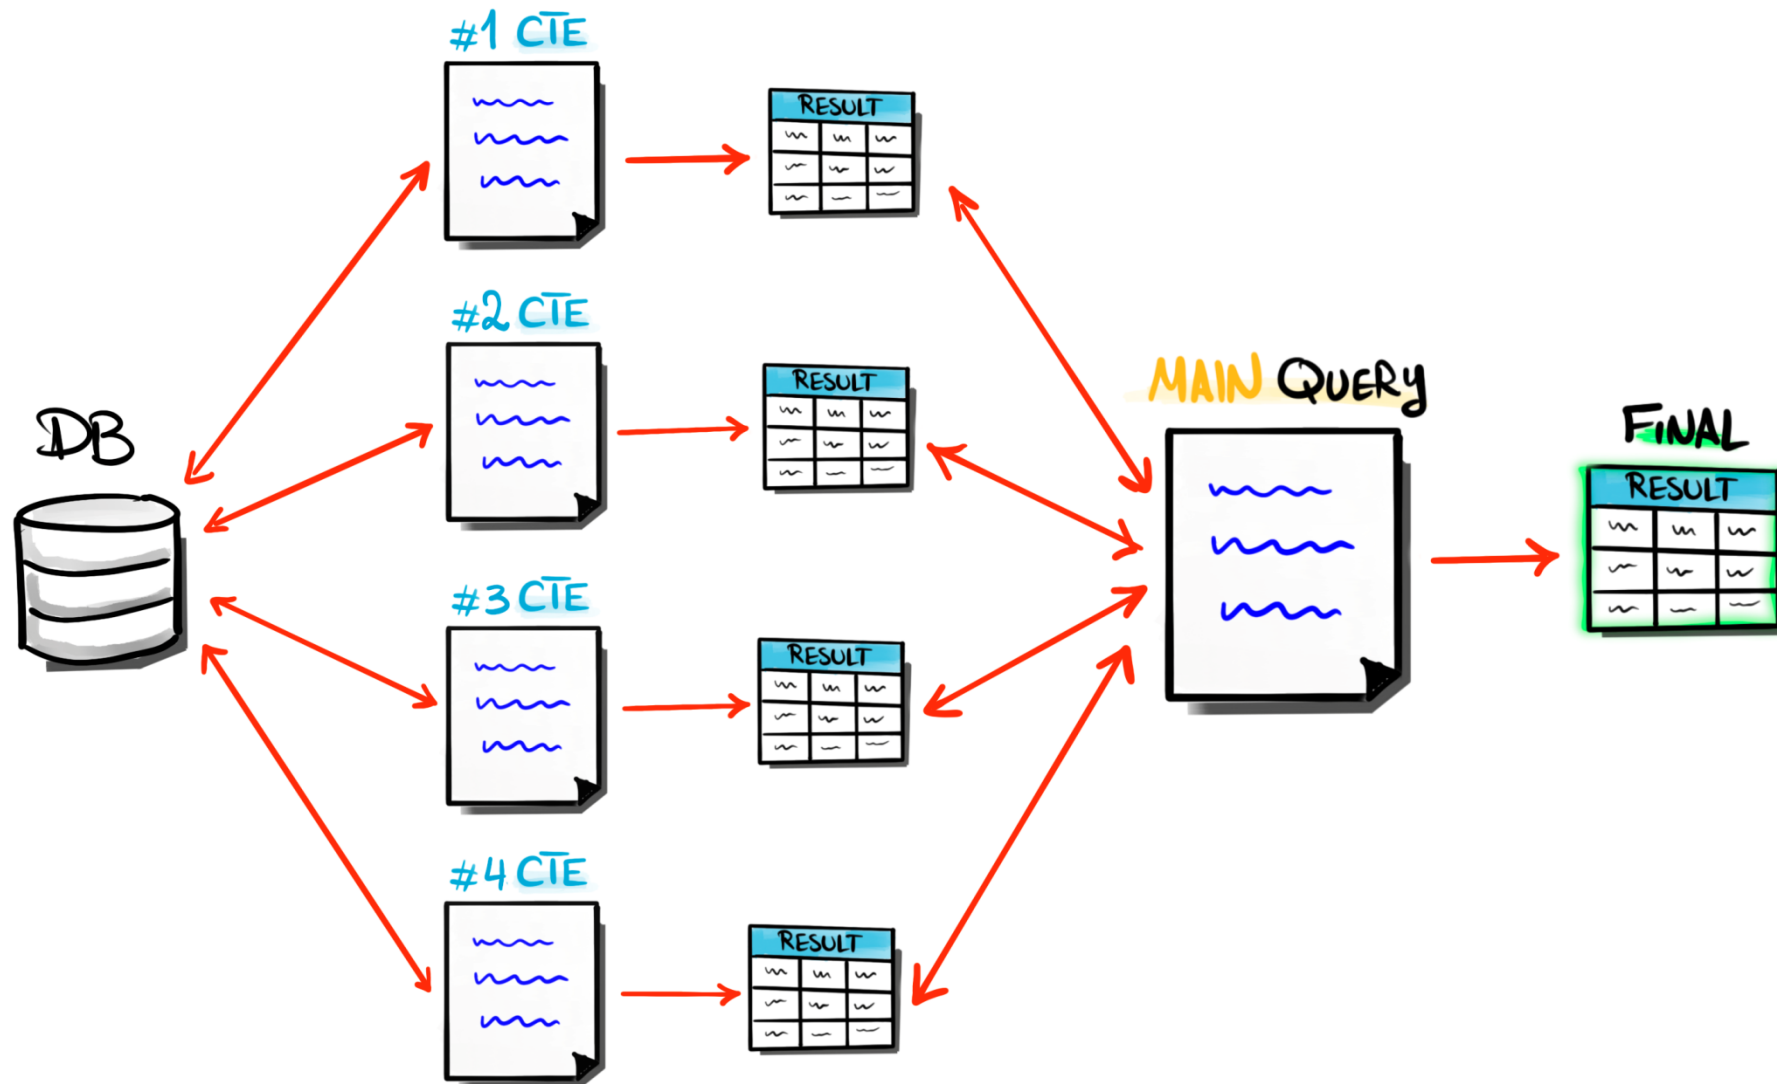 #1 CTE
RESULT
#2 CTE
RESULT
DB
#3 CTE
RESULT
#4 CTE
RESULT
MAIN QUERY
FINAL
RESULT